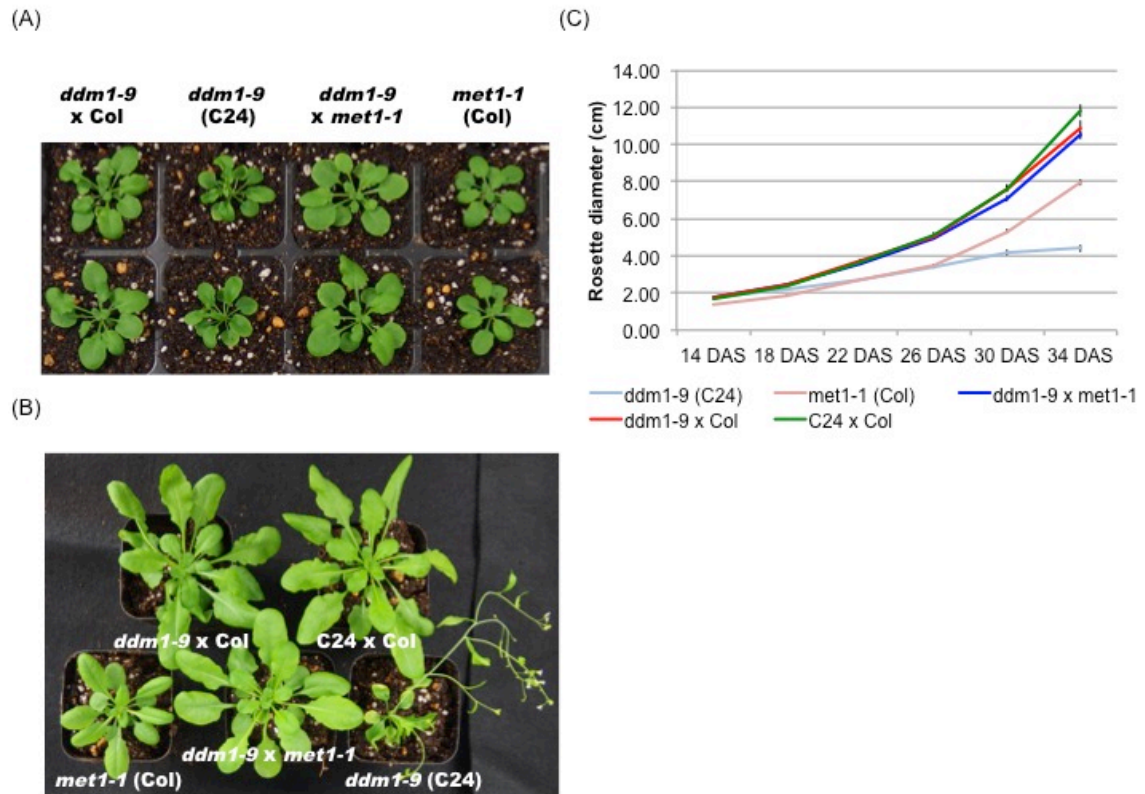 (A)
ddm1-9
x Col
ddm1-9
(C24)
ddm1-9
x met1-1
met1-1
(Col)
(B)
ddm1-9 x Col
C24 x Col
met1-1 (Col)
ddm1-9 x met1-1
ddm1-9 (C24)
(C)
Rosette diameter (cm)
14.00
12.00
10.00
8.00
6.00
4.00
2.00
0.00
14 DAS 18 DAS 22 DAS 26 DAS 30 DAS 34 DAS
ddm1-9 (C24) met1-1 (Col) ddm1-9 x met1-1
ddm1-9 x Col C24 x Col